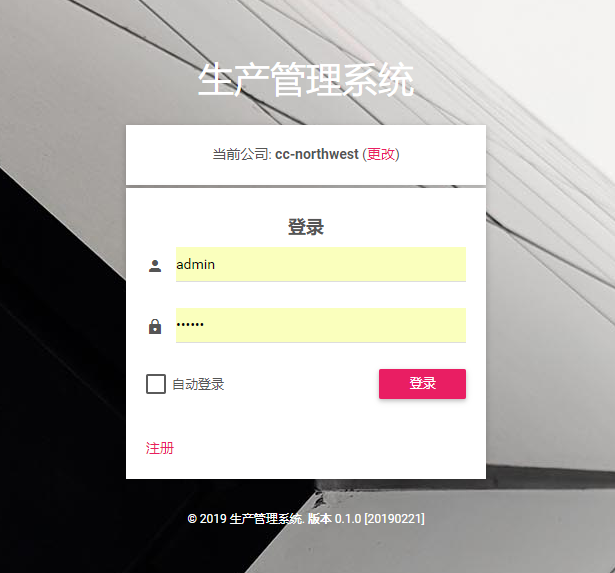 生产管理系统
当前公司: cc-northwest (更改)
登录
admin
••••••
自动登录
登录
注册
© 2019 生产管理系统. 版本 0.1.0 [20190221]